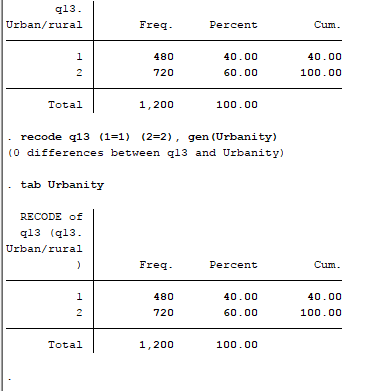 q13.
Urban/rural Freq. Percent Cum.
1 480 40.00 40.00
2 720 60.00 100.00
Total 1,200 100.00
. recode q13 (1=1) (2=2), gen(Urbanity)
(0 differences between q13 and Urbanity)
. tab Urbanity
RECODE of
q13 (q13.
Urban/rural
) Freq. Percent Cum.
1 480 40.00 40.00
2 720 60.00 100.00
Total 1,200 100.00
.